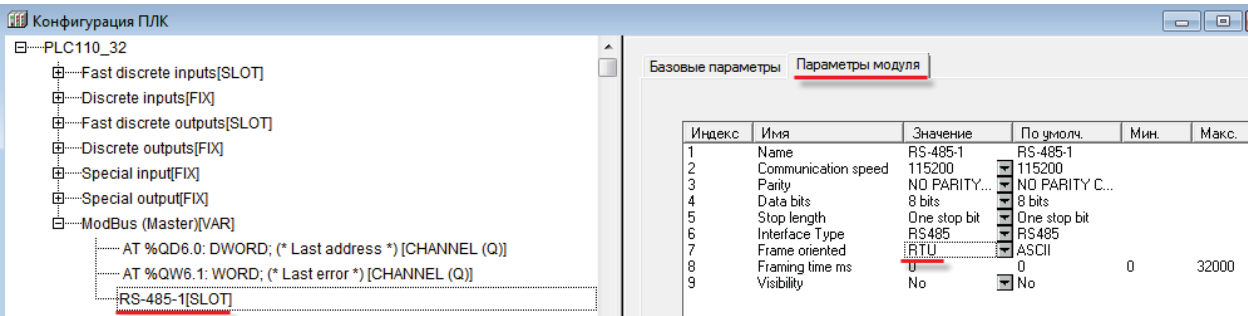 Конфигурация ПЛК
PLC110_32
Fast discrete inputs[SLOT]
Discrete inputs[FIX]
Fast discrete outputs[SLOT]
Discrete outputs[FIX]
Special input[FIX]
Special output[FIX]
ModBus (Master)[VAR]
AT %QD6.0: DWORD; (* Last address *) [CHANNEL (Q)]
AT %QW6.1: WORD; (* Last error *) [CHANNEL (Q)]
RS-485-1[SLOT]
Базовые параметры Параметры модуля
Индекс Имя Значение По умолч. Мин. Макс.
1 Name RS-485-1 RS-485-1
2 Communication speed 115200 115200
3 Parity NO PARITY... NO PARITY C...
4 Data bits 8 bits 8 bits
5 Stop length One stop bit One stop bit
6 Interface Type RS485 RS485
7 Frame oriented RTU ASCII
8 Framing time ms 0 0 0 32000
9 Visibility No No